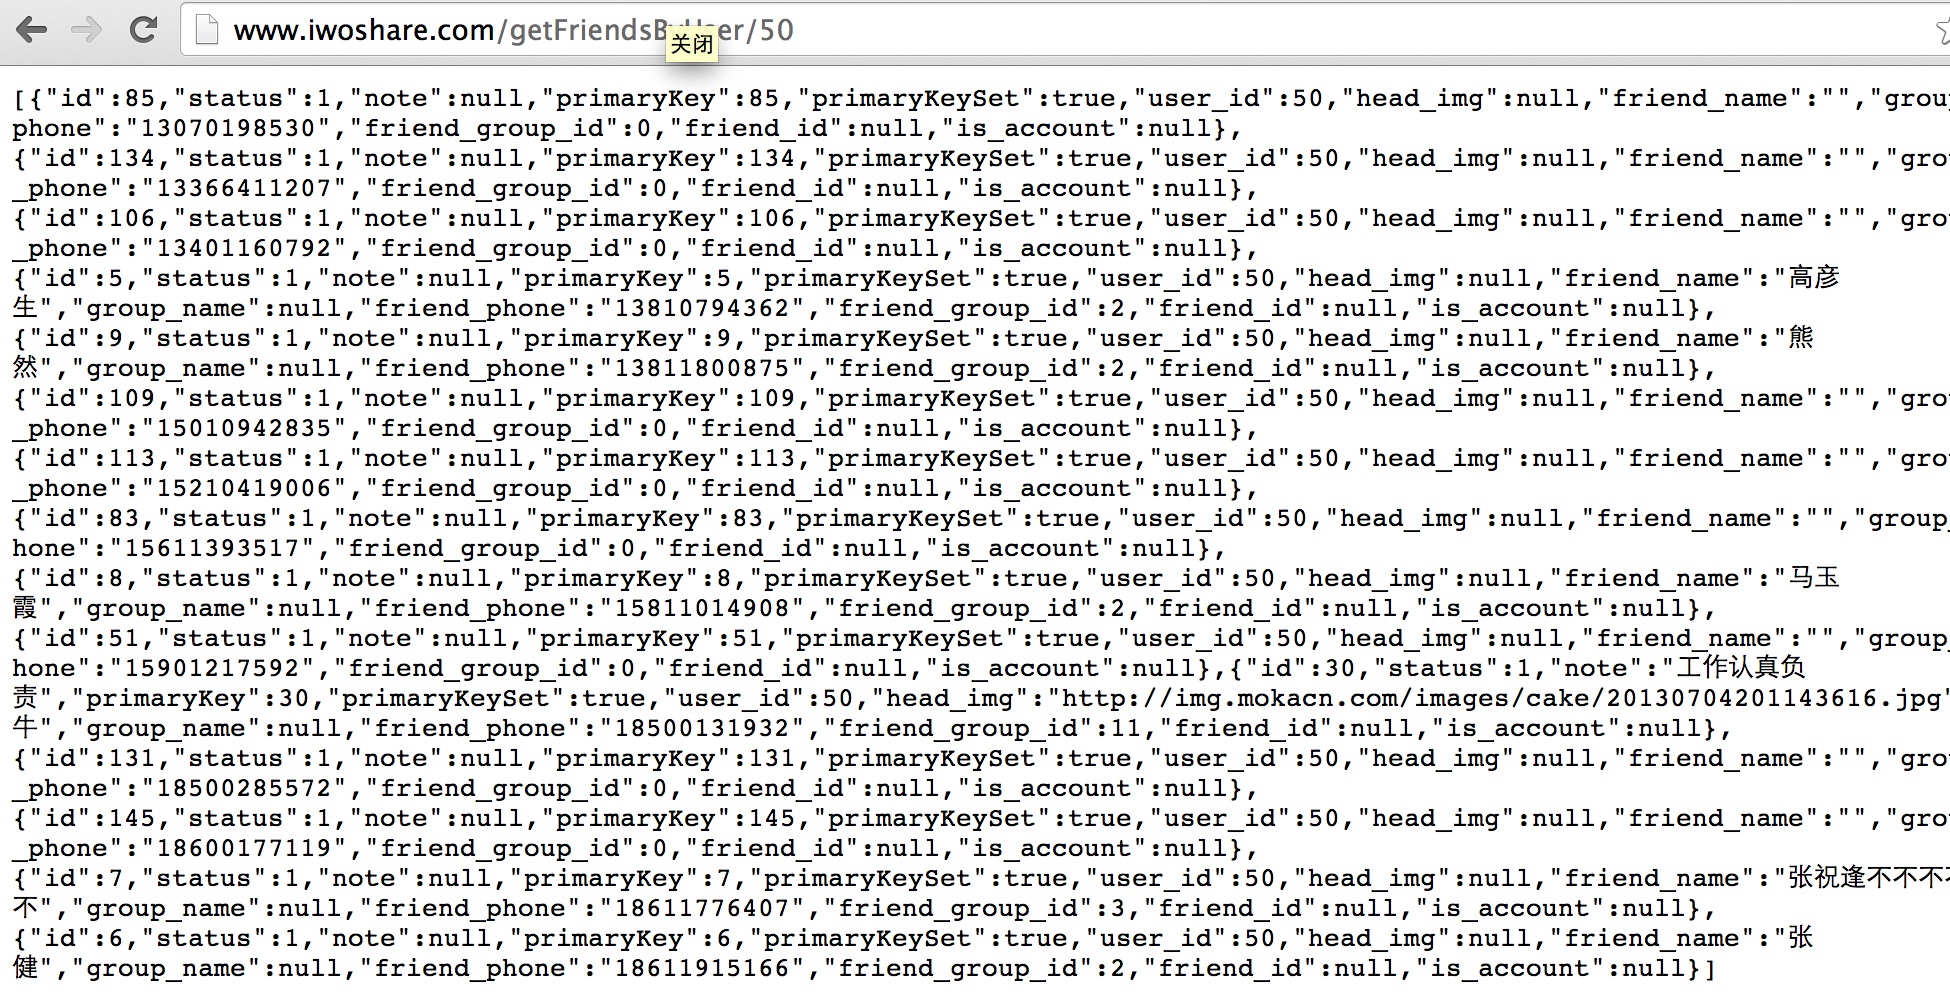 www.iwoshare.com/getFriendsByUser/50
关闭
[{"id":85,"status":1,"note":null,"primaryKey":85,"primaryKeySet":true,"user_id":50,"head_img":null,"friend_name":"","group
phone":"13070198530","friend_group_id":0,"friend_id":null,"is_account":null},
{"id":134,"status":1,"note":null,"primaryKey":134,"primaryKeySet":true,"user_id":50,"head_img":null,"friend_name":"","gro
_phone":"13366411207","friend_group_id":0,"friend_id":null,"is_account":null},
{"id":106,"status":1,"note":null,"primaryKey":106,"primaryKeySet":true,"user_id":50,"head_img":null,"friend_name":"","gro
_phone":"13401160792","friend_group_id":0,"friend_id":null,"is_account":null},
{"id":5,"status":1,"note":null,"primaryKey":5,"primaryKeySet":true,"user_id":50,"head_img":null,"friend_name":"高彦
生","group_name":null,"friend_phone":"13810794362","friend_group_id":2,"friend_id":null,"is_account":null},
{"id":9,"status":1,"note":null,"primaryKey":9,"primaryKeySet":true,"user_id":50,"head_img":null,"friend_name":"熊
然","group_name":null,"friend_phone":"13811800875","friend_group_id":2,"friend_id":null,"is_account":null},
{"id":109,"status":1,"note":null,"primaryKey":109,"primaryKeySet":true,"user_id":50,"head_img":null,"friend_name":"","gro
_phone":"15010942835","friend_group_id":0,"friend_id":null,"is_account":null},
{"id":113,"status":1,"note":null,"primaryKey":113,"primaryKeySet":true,"user_id":50,"head_img":null,"friend_name":"","gro
_phone":"15210419006","friend_group_id":0,"friend_id":null,"is_account":null},
{"id":83,"status":1,"note":null,"primaryKey":83,"primaryKeySet":true,"user_id":50,"head_img":null,"friend_name":"","group_
hone":"15611393517","friend_group_id":0,"friend_id":null,"is_account":null},
{"id":8,"status":1,"note":null,"primaryKey":8,"primaryKeySet":true,"user_id":50,"head_img":null,"friend_name":"马玉
霞","group_name":null,"friend_phone":"15811014908","friend_group_id":2,"friend_id":null,"is_account":null},
{"id":51,"status":1,"note":null,"primaryKey":51,"primaryKeySet":true,"user_id":50,"head_img":null,"friend_name":"","group_
hone":"15901217592","friend_group_id":0,"friend_id":null,"is_account":null},{"id":30,"status":1,"note":"工作认真负
责","primaryKey":30,"primaryKeySet":true,"user_id":50,"head_img":"http://img.mokacn.com/images/cake/20130704201143616.jpg"
牛","group_name":null,"friend_phone":"18500131932","friend_group_id":11,"friend_id":null,"is_account":null},
{"id":131,"status":1,"note":null,"primaryKey":131,"primaryKeySet":true,"user_id":50,"head_img":null,"friend_name":"","gro
_phone":"18500285572","friend_group_id":0,"friend_id":null,"is_account":null},
{"id":145,"status":1,"note":null,"primaryKey":145,"primaryKeySet":true,"user_id":50,"head_img":null,"friend_name":"","gro
_phone":"18600177119","friend_group_id":0,"friend_id":null,"is_account":null},
{"id":7,"status":1,"note":null,"primaryKey":7,"primaryKeySet":true,"user_id":50,"head_img":null,"friend_name":"张祝逢不不不不
不","group_name":null,"friend_phone":"18611776407","friend_group_id":3,"friend_id":null,"is_account":null},
{"id":6,"status":1,"note":null,"primaryKey":6,"primaryKeySet":true,"user_id":50,"head_img":null,"friend_name":"张
健","group_name":null,"friend_phone":"18611915166","friend_group_id":2,"friend_id":null,"is_account":null}]